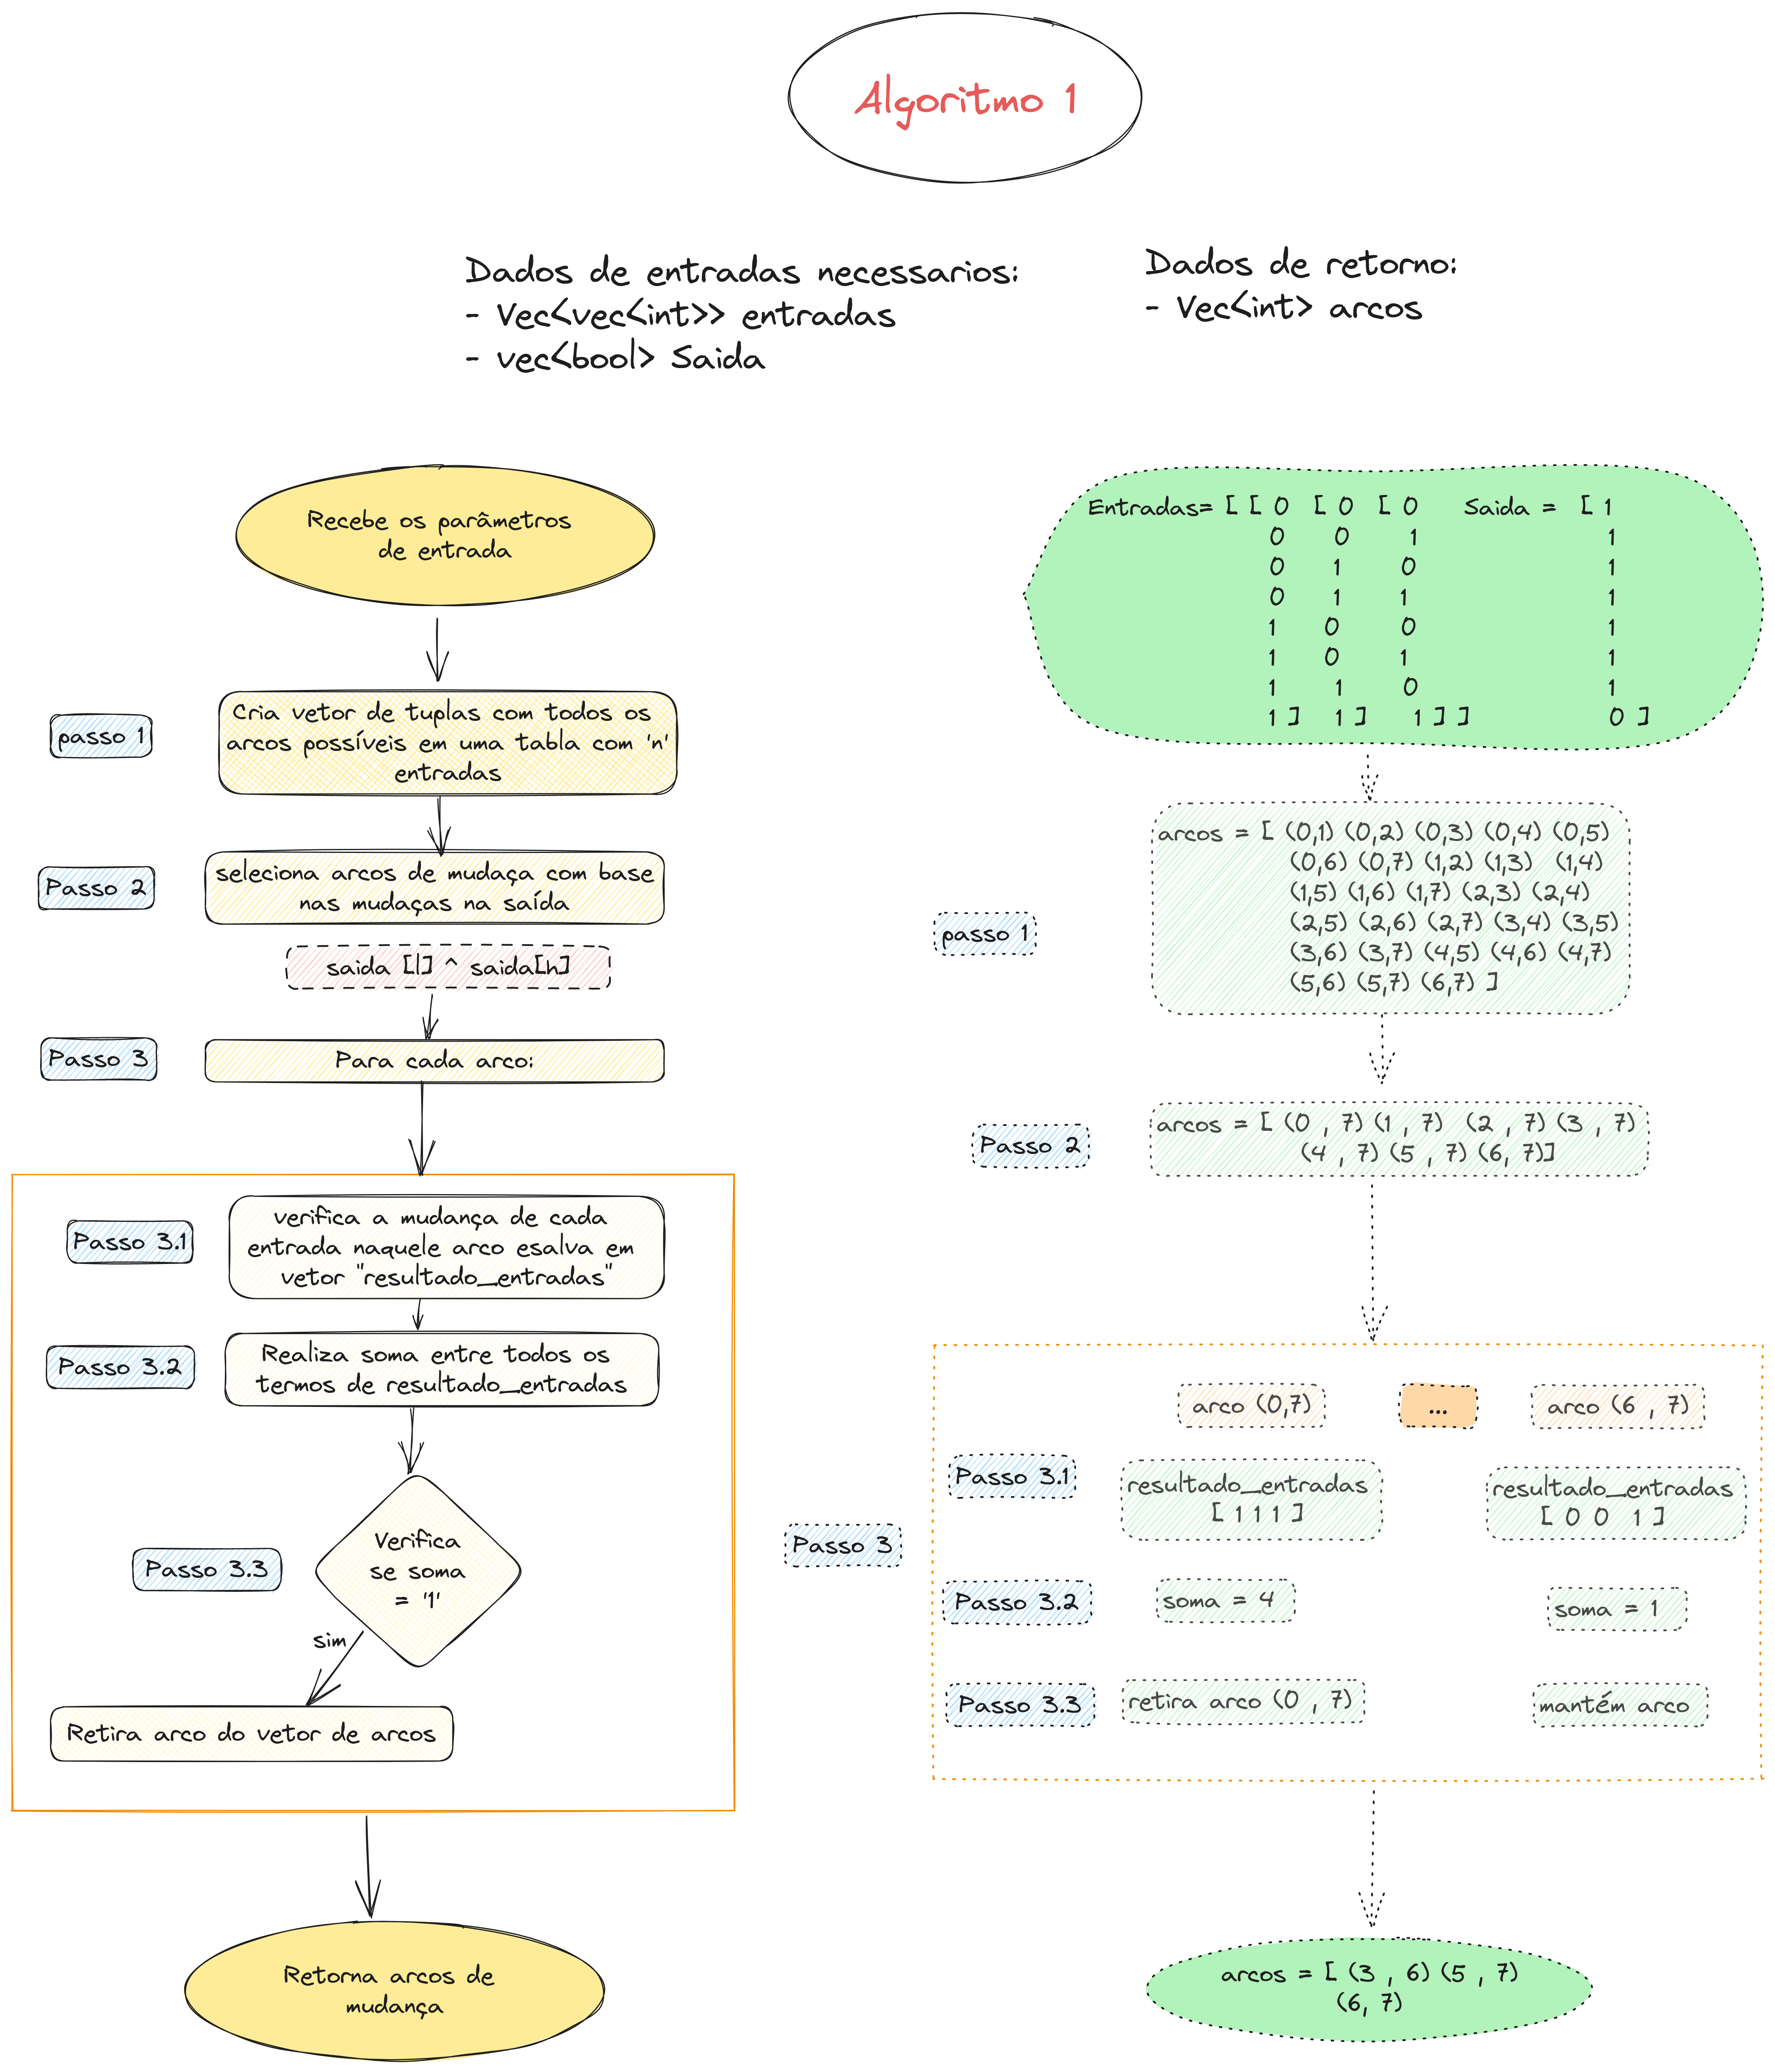 Algoritmo 1
Dados de entradas necessarios:
- Vec<vec<int>> entradas
- vec<bool> Saida
Dados de retorno:
- Vec<int> arcos
Recebe os parâmetros
de entrada
passo 1
Cria vetor de tuplas com todos os
arcos possíveis em uma tabla com 'n'
entradas
Passo 2
seleciona arcos de mudaça com base
nas mudaças na saída
saida [l] ^ saida[h]
Passo 3
Para cada arco:
Passo 3.1
verifica a mudança de cada
entrada naquele arco esalva em
vetor "resultado_entradas"
Passo 3.2
Realiza soma entre todos os
termos de resultado_entradas
Passo 3.3
Verifica
se soma
= '1'
sim
Retira arco do vetor de arcos
Retorna arcos de
mudança
Entradas= [ [ 0 [ 0 [ 0 Saida = [ 1
0 0 1 1
0 1 0 1
0 1 1 1
1 0 0 1
1 0 1 1
1 1 0 1
1 ] 1 ] 1 ] ] 0 ]
passo 1
arcos = [ (0,1) (0,2) (0,3) (0,4) (0,5)
(0,6) (0,7) (1,2) (1,3) (1,4)
(1,5) (1,6) (1,7) (2,3) (2,4)
(2,5) (2,6) (2,7) (3,4) (3,5)
(3,6) (3,7) (4,5) (4,6) (4,7)
(5,6) (5,7) (6,7) ]
Passo 2
arcos = [ (0 , 7) (1 , 7) (2 , 7) (3 , 7)
(4 , 7) (5 , 7) (6, 7)]
Passo 3
arco (0,7) ... arco (6 , 7)
Passo 3.1
resultado_entradas
[ 1 1 1 ]
resultado_entradas
[ 0 0 1 ]
Passo 3.2
soma = 4
soma = 1
Passo 3.3
retira arco (0 , 7)
mantém arco
arcos = [ (3 , 6) (5 , 7)
(6, 7)